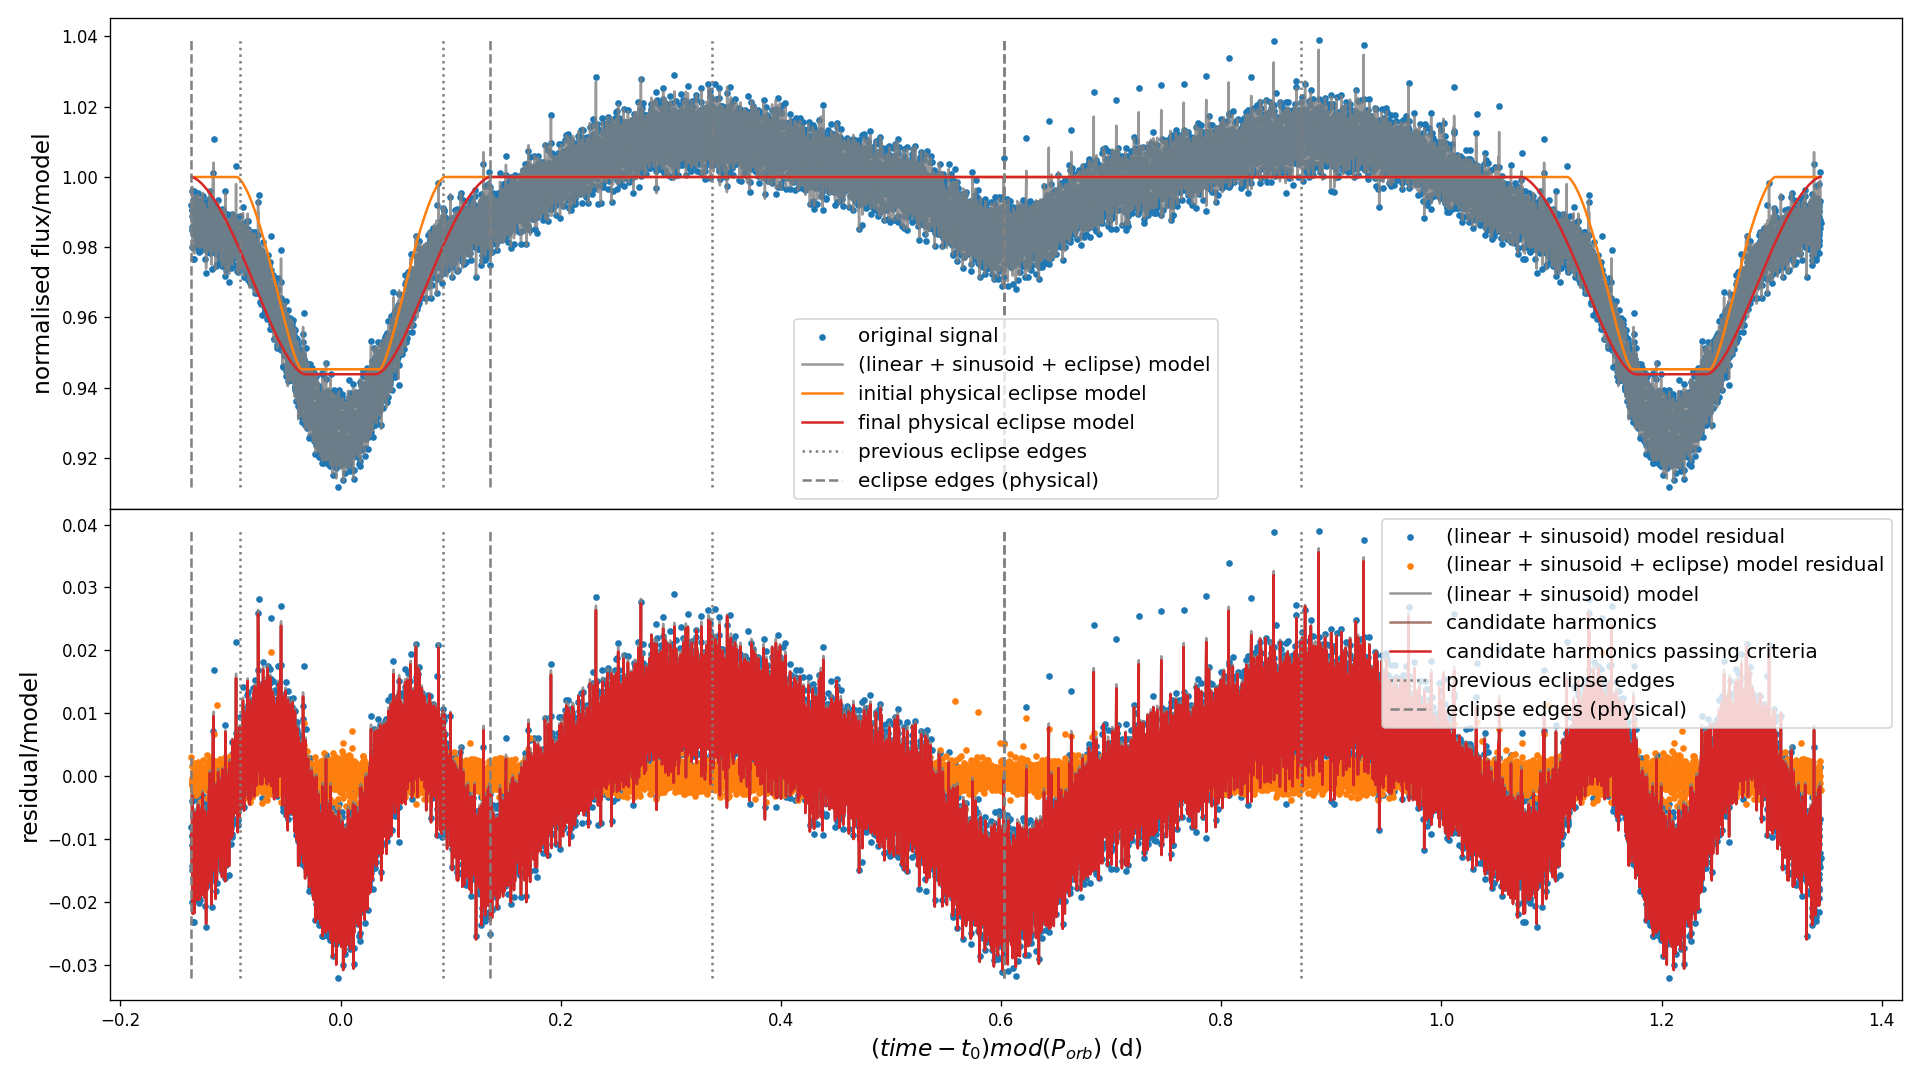 1.04
1.02
1.00
0.98
0.96
0.94
0.92
normalised flux/model
original signal
(linear + sinusoid + eclipse) model
initial physical eclipse model
final physical eclipse model
previous eclipse edges
eclipse edges (physical)
0.04
0.03
0.02
0.01
0.00
−0.01
−0.02
−0.03
residual/model
(linear + sinusoid) model residual
(linear + sinusoid + eclipse) model residual
(linear + sinusoid) model
candidate harmonics
candidate harmonics passing criteria
previous eclipse edges
eclipse edges (physical)
−0.2 0.0 0.2 0.4 0.6 0.8 1.0 1.2 1.4
(time − t₀)mod(P_orb) (d)